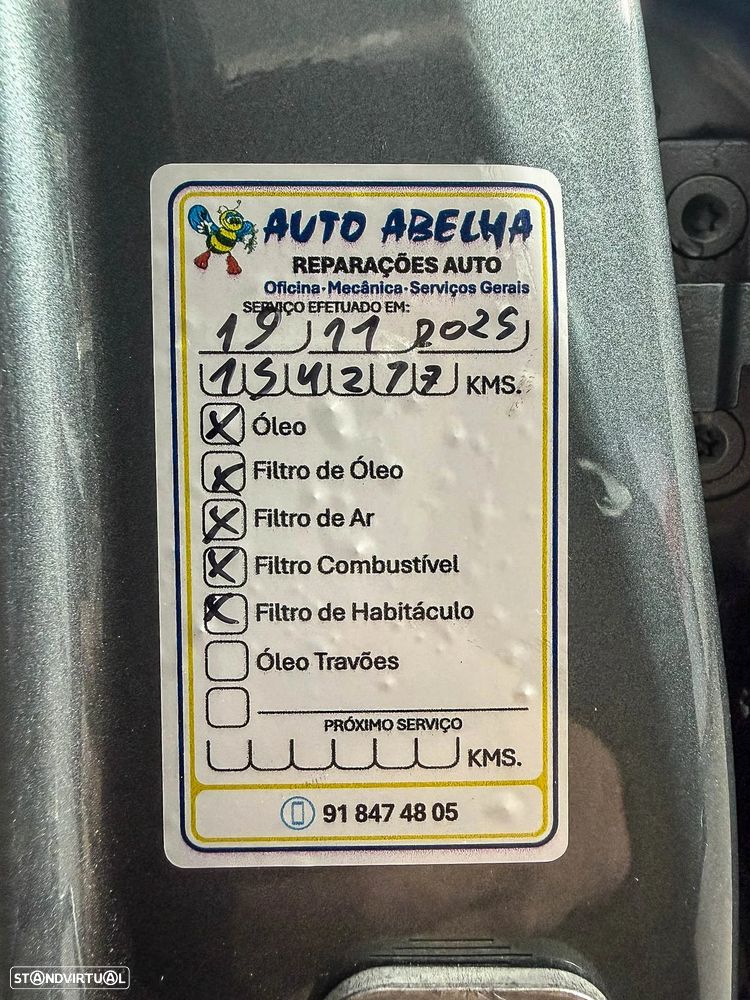 AUTO ABELHA
REPARAÇÕES AUTO
Oficina·Mecânica·Serviços Gerais
SERVIÇO EFETUADO EM:
19 11 2025
154277 KMS.
X Óleo
X Filtro de Óleo
X Filtro de Ar
X Filtro Combustível
X Filtro de Habitáculo
Óleo Travões
PRÓXIMO SERVIÇO
KMS.
91 847 48 05
STANDVIRTUAL